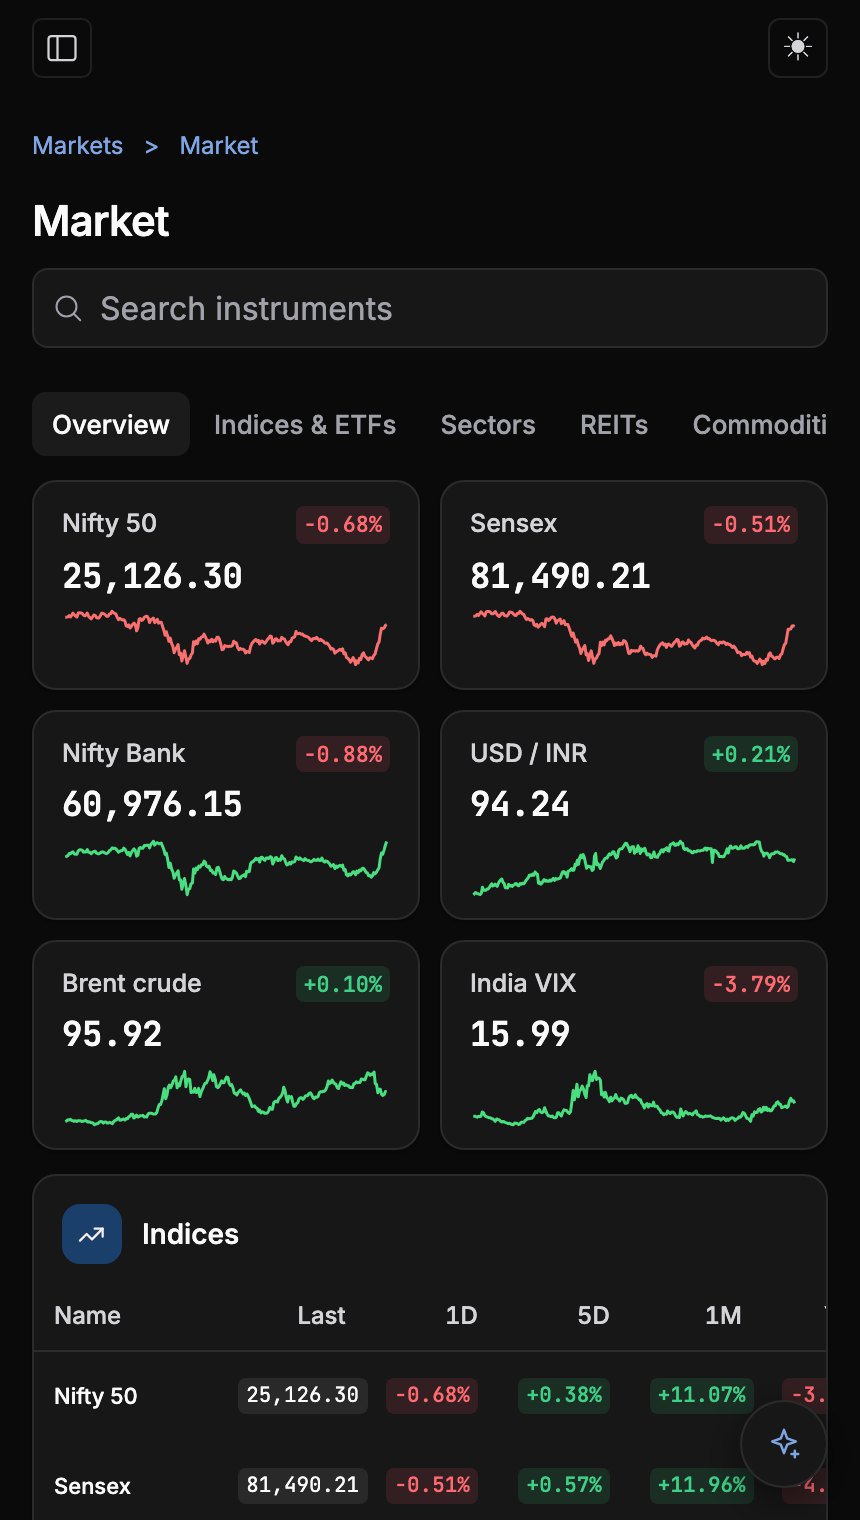 Markets > Market
Market
Search instruments
Overview Indices & ETFs Sectors REITs Commoditi
Nifty 50 -0.68%
25,126.30
Sensex -0.51%
81,490.21
Nifty Bank -0.88%
60,976.15
USD / INR +0.21%
94.24
Brent crude +0.10%
95.92
India VIX -3.79%
15.99
Indices
Name Last 1D 5D 1M
Nifty 50 25,126.30 -0.68% +0.38% +11.07% -3.
Sensex 81,490.21 -0.51% +0.57% +11.96% -4.